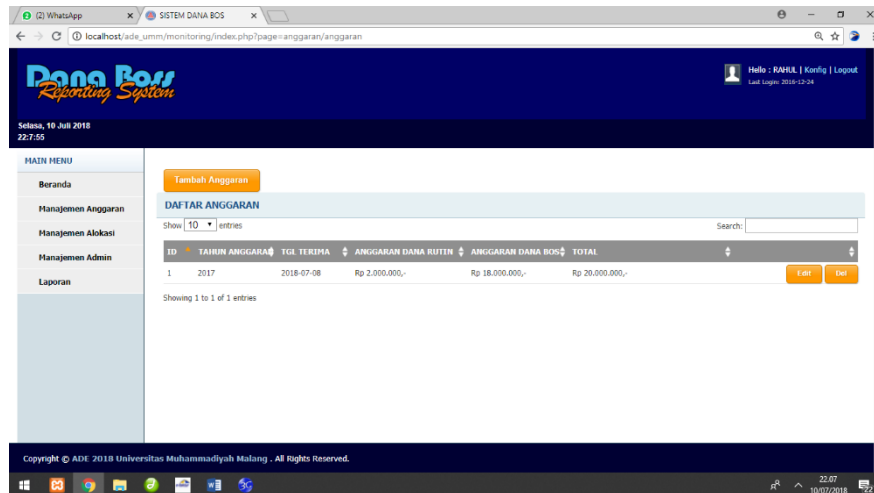 (2) WhatsApp
SISTEM DANA BOS
localhost/ade_umm/monitoring/index.php?page=anggaran/anggaran
Dana Boss
Reporting System
Hello : RAHUL | Konfig | Logout
Last Login: 2016-12-24
Selasa, 10 Juli 2018
22:7:55
MAIN MENU
Beranda
Manajemen Anggaran
Manajemen Alokasi
Manajemen Admin
Laporan
Tambah Anggaran
DAFTAR ANGGARAN
Show 10 entries
Search:
ID TAHUN ANGGARAN TGL TERIMA ANGGARAN DANA RUTIN ANGGARAN DANA BOS TOTAL
1 2017 2018-07-08 Rp 2.000.000,- Rp 18.000.000,- Rp 20.000.000,- Edit Del
Showing 1 to 1 of 1 entries
Copyright © ADE 2018 Universitas Muhammadiyah Malang . All Rights Reserved.
3G
22.07
10/07/2018
22